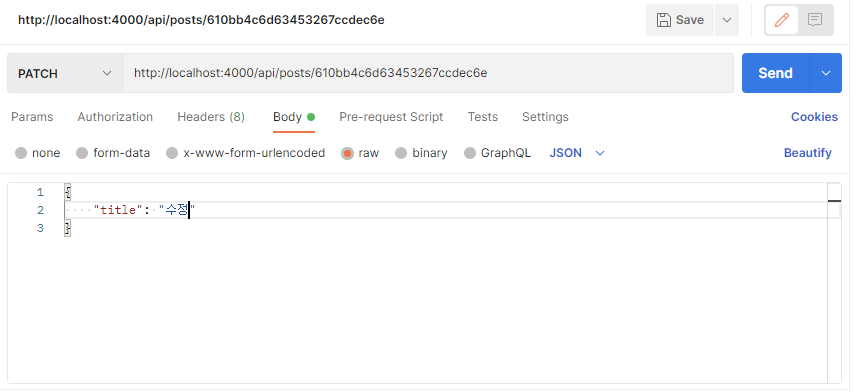 http://localhost:4000/api/posts/610bb4c6d63453267ccdec6e Save
PATCH http://localhost:4000/api/posts/610bb4c6d63453267ccdec6e Send
Params Authorization Headers (8) Body Pre-request Script Tests Settings Cookies
none form-data x-www-form-urlencoded raw binary GraphQL JSON Beautify
1 {
2 "title": "수정"
3 }